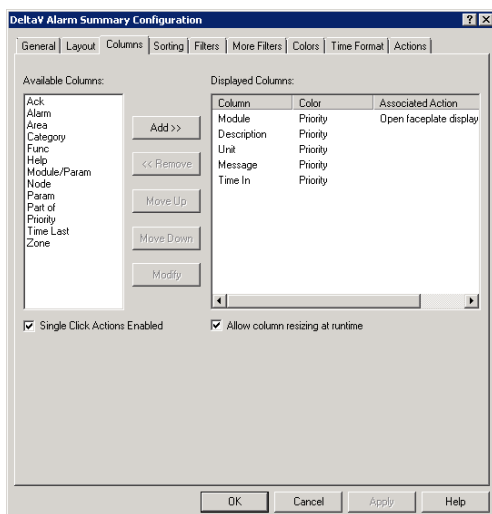 DeltaV Alarm Summary Configuration
General Layout Columns Sorting Filters More Filters Colors Time Format Actions
Available Columns:
Ack
Alarm
Area
Category
Func
Help
Module/Param
Node
Param
Part of
Priority
Time Last
Zone
Add >>
<< Remove
Move Up
Move Down
Modify
Displayed Columns:
Column Color Associated Action
Module Priority Open faceplate display
Description Priority
Unit Priority
Message Priority
Time In Priority
Single Click Actions Enabled
Allow column resizing at runtime
OK Cancel Apply Help